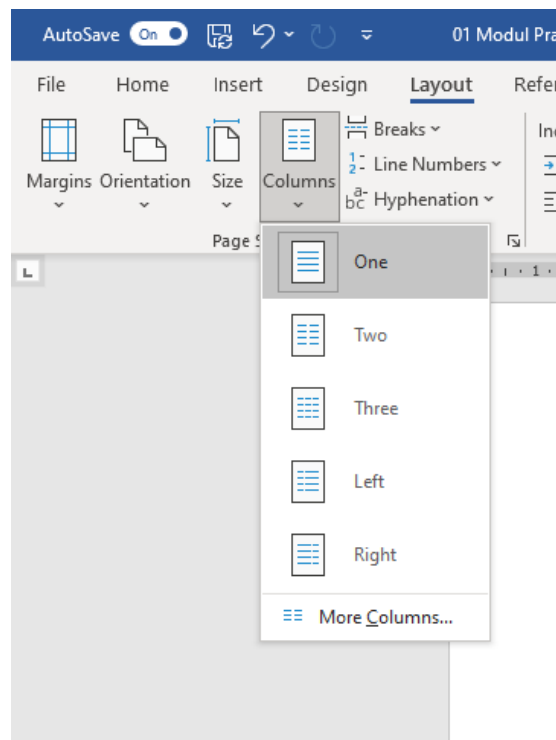 AutoSave On 01 Modul Pra
File Home Insert Design Layout Refer
Margins Orientation Size Columns
Breaks
Line Numbers
Hyphenation
Page S
One
Two
Three
Left
Right
More Columns...